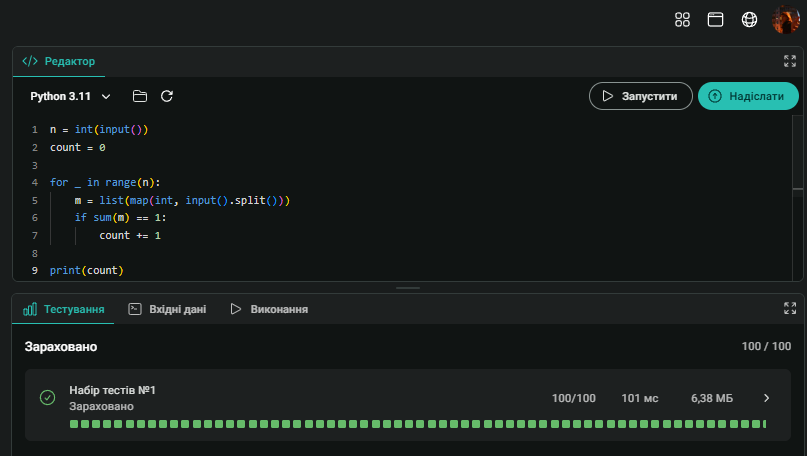 </> Редактор
Python 3.11
Запустити
Надіслати
1 n = int(input())
2 count = 0
3
4 for _ in range(n):
5 m = list(map(int, input().split()))
6 if sum(m) == 1:
7 count += 1
8
9 print(count)
Тестування
Вхідні дані
Виконання
Зараховано
100 / 100
Набір тестів №1
Зараховано
100/100
101 мс
6,38 МБ